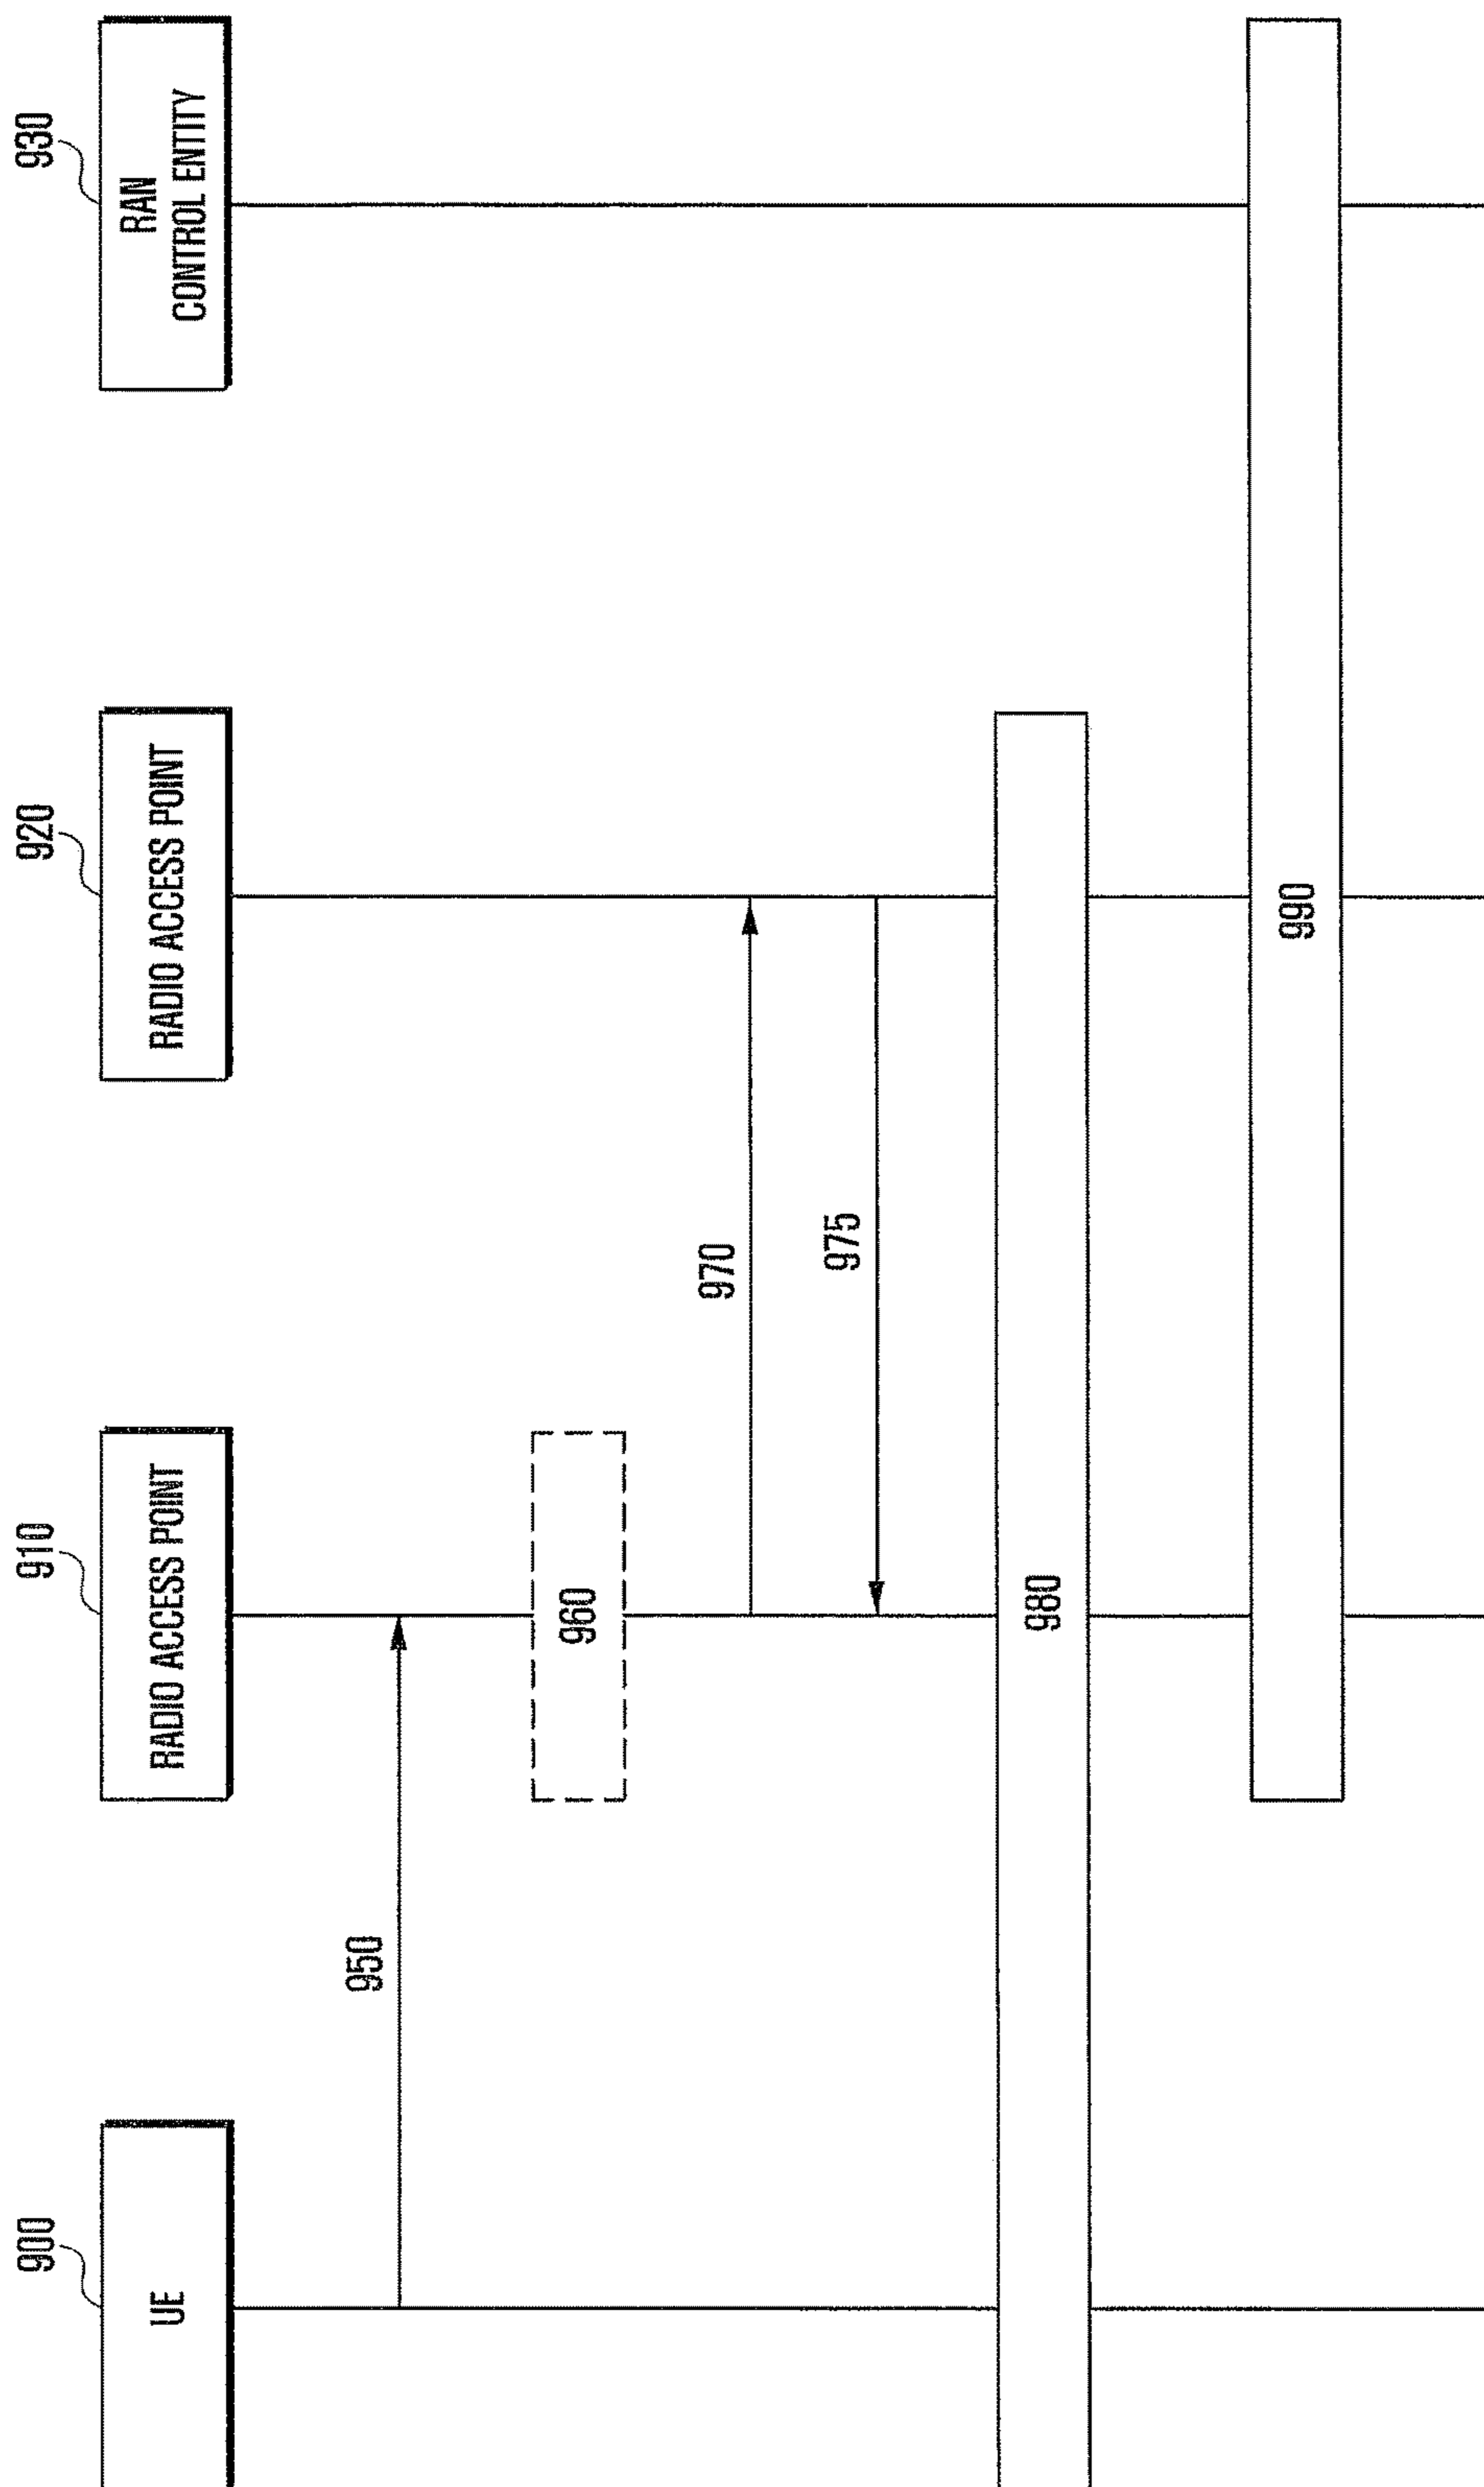 900
UE
910
RADIO ACCESS POINT
920
RADIO ACCESS POINT
930
RAN
CONTROL ENTITY
950
960
970
975
980
990